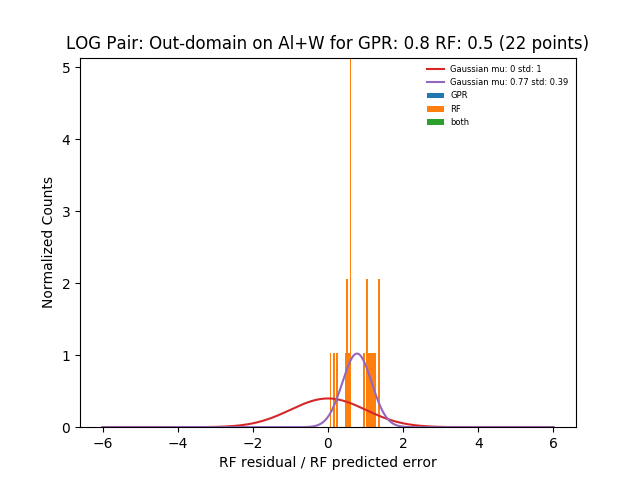 LOG Pair: Out-domain on Al+W for GPR: 0.8 RF: 0.5 (22 points)
Gaussian mu: 0 std: 1
Gaussian mu: 0.77 std: 0.39
GPR
RF
both
Normalized Counts
5
4
3
2
1
0
−6 −4 −2 0 2 4 6
RF residual / RF predicted error